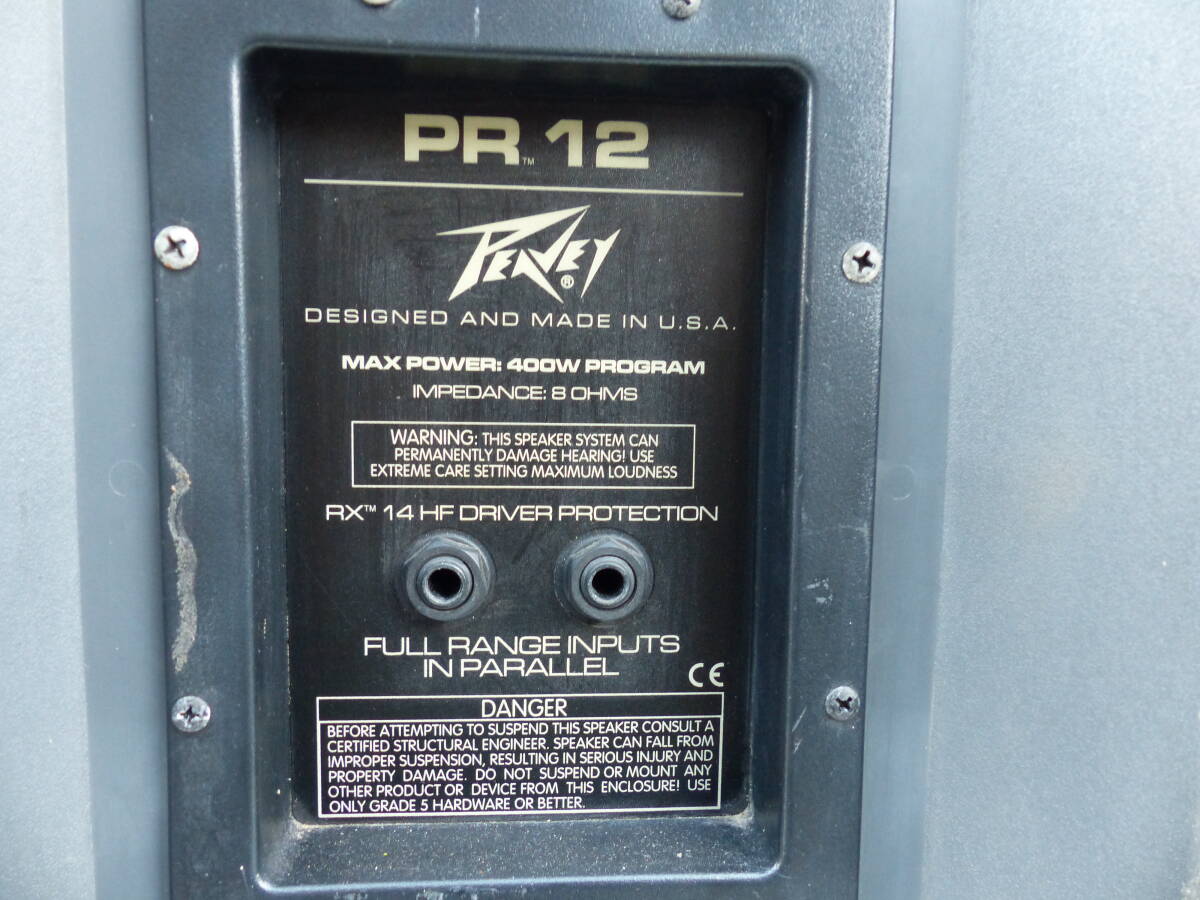 PR™ 12
PEAVEY®
DESIGNED AND MADE IN U.S.A.
MAX POWER: 400W PROGRAM
IMPEDANCE: 8 OHMS
WARNING: THIS SPEAKER SYSTEM CAN
PERMANENTLY DAMAGE HEARING! USE
EXTREME CARE SETTING MAXIMUM LOUDNESS
RX™ 14 HF DRIVER PROTECTION
FULL RANGE INPUTS
IN PARALLEL
CE
DANGER
BEFORE ATTEMPTING TO SUSPEND THIS SPEAKER CONSULT A
CERTIFIED STRUCTURAL ENGINEER. SPEAKER CAN FALL FROM
IMPROPER SUSPENSION, RESULTING IN SERIOUS INJURY AND
PROPERTY DAMAGE. DO NOT SUSPEND OR MOUNT ANY
OTHER PRODUCT OR DEVICE FROM THIS ENCLOSURE! USE
ONLY GRADE 5 HARDWARE OR BETTER.